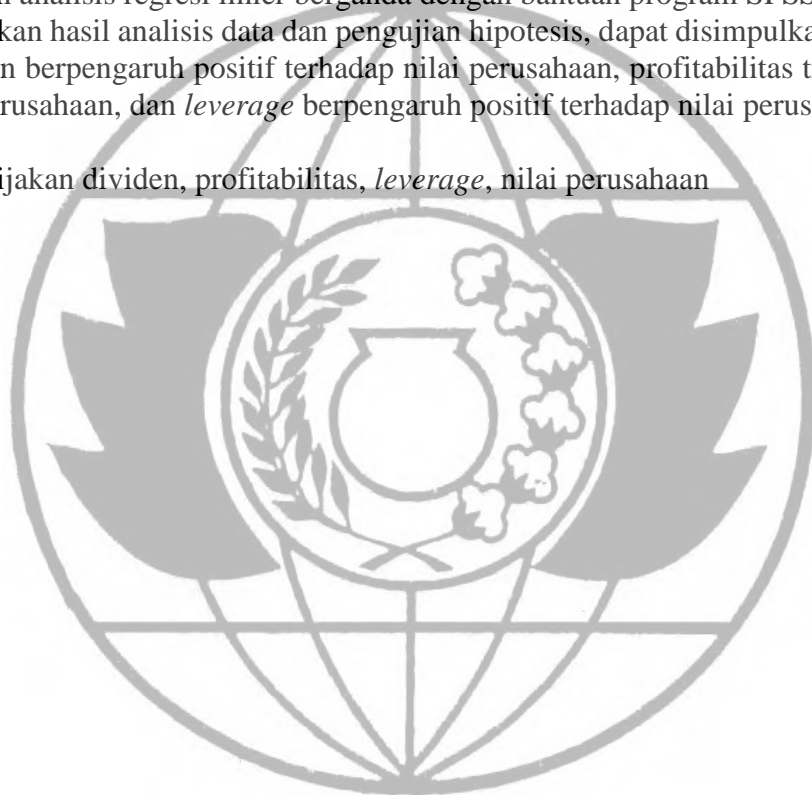 analisis regresi linier berganda dengan bantuan program SPSS
kan hasil analisis data dan pengujian hipotesis, dapat disimpulka
n berpengaruh positif terhadap nilai perusahaan, profitabilitas t
erusahaan, dan leverage berpengaruh positif terhadap nilai perus
ijakan dividen, profitabilitas, leverage, nilai perusahaan